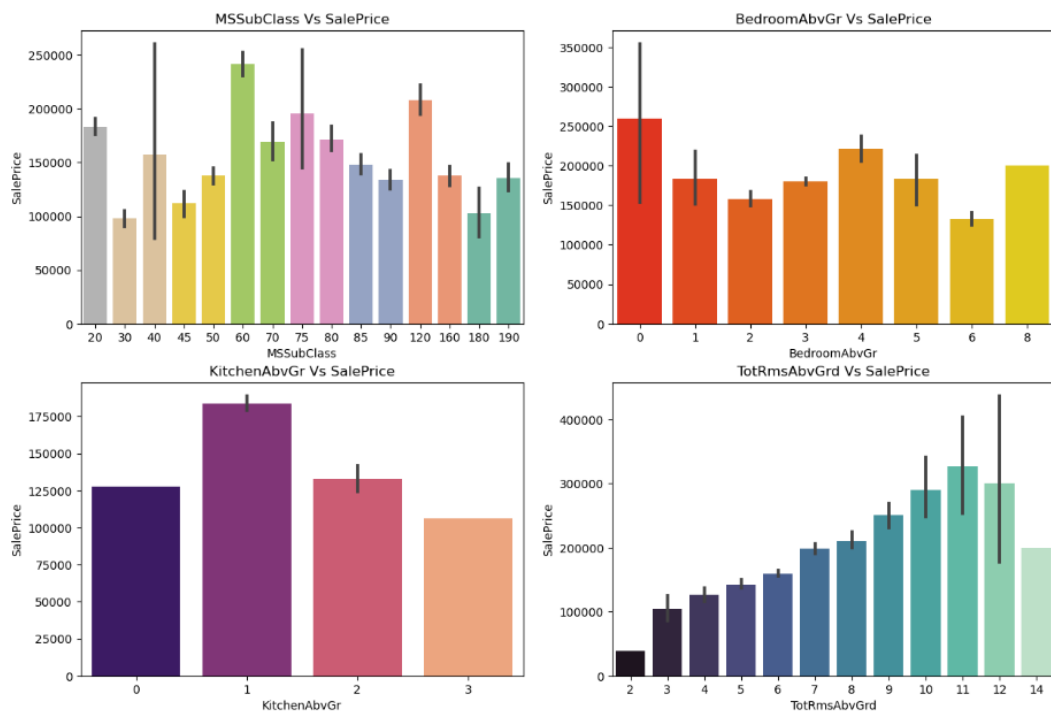 MSSubClass Vs SalePrice
SalePrice
250000
200000
150000
100000
50000
0
20 30 40 45 50 60 70 75 80 85 90 120 160 180 190
MSSubClass
BedroomAbvGr Vs SalePrice
SalePrice
350000
300000
250000
200000
150000
100000
50000
0
0 1 2 3 4 5 6 8
BedroomAbvGr
KitchenAbvGr Vs SalePrice
SalePrice
175000
150000
125000
100000
75000
50000
25000
0
0 1 2 3
KitchenAbvGr
TotRmsAbvGrd Vs SalePrice
SalePrice
400000
300000
200000
100000
0
2 3 4 5 6 7 8 9 10 11 12 14
TotRmsAbvGrd